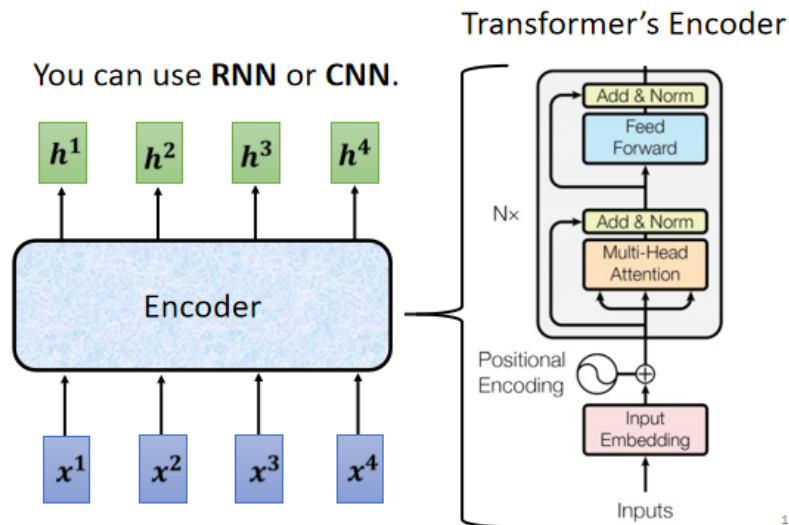 Transformer's Encoder
You can use RNN or CNN.
h¹ h² h³ h⁴
Encoder
x¹ x² x³ x⁴
Add & Norm
Feed
Forward
N×
Add & Norm
Multi-Head
Attention
Positional
Encoding
Input
Embedding
Inputs
1